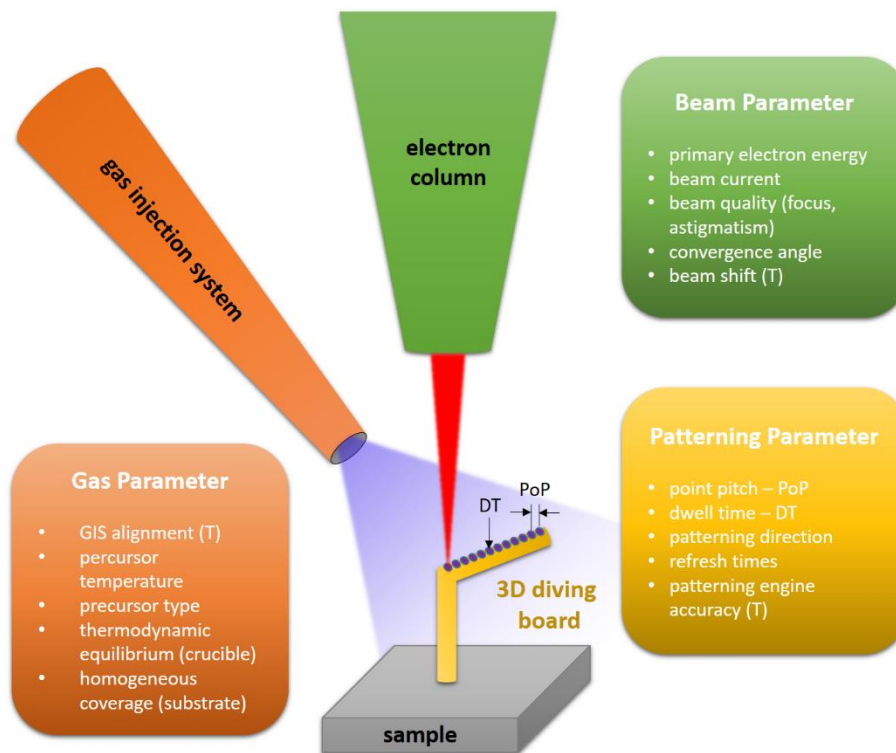 gas injection system
electron
column
Beam Parameter
• primary electron energy
• beam current
• beam quality (focus,
astigmatism)
• convergence angle
• beam shift (T)
Gas Parameter
• GIS alignment (T)
• percursor
temperature
• precursor type
• thermodynamic
equilibrium (crucible)
• homogeneous
coverage (substrate)
PoP
DT
3D diving
board
sample
Patterning Parameter
• point pitch – PoP
• dwell time – DT
• patterning direction
• refresh times
• patterning engine
accuracy (T)